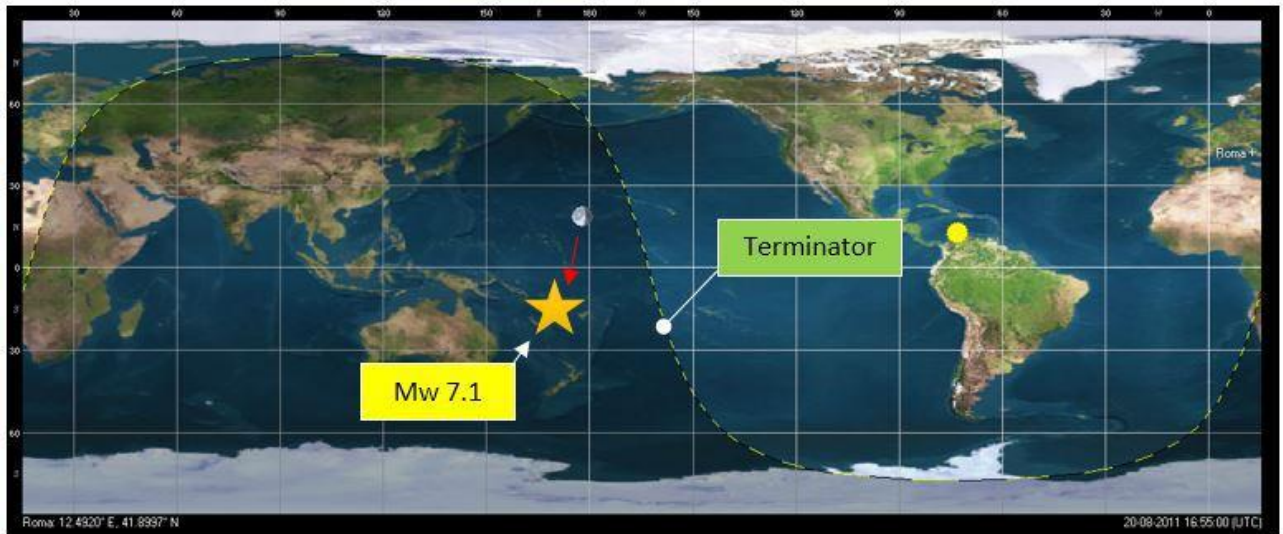 30 60 90 120 150 E 180 W 150 120 90 60 30 W 0
N
60
30
N
0
S
30
60
S
Roma +
Terminator
Mw 7.1
Roma: 12.4920° E, 41.8997° N
20-08-2011 16:55:00 (UTC)